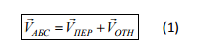 V⃗АБС = V⃗ПЕР + V⃗ОТН (1)